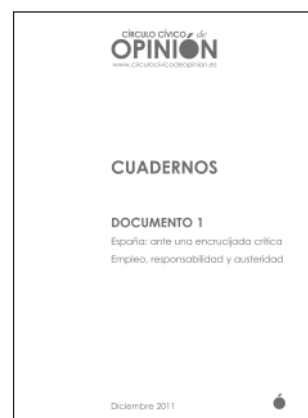 CÍRCULO CÍVICO de
OPINIÓN
www.circulocivicodeopinion.es
CUADERNOS
DOCUMENTO 1
España: ante una encrucijada crítica
Empleo, responsabilidad y austeridad
Diciembre 2011